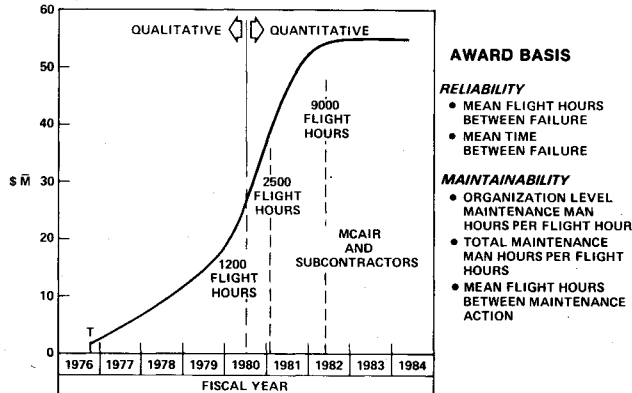 60
50
40
$ M̄ 30
20
10
0
QUALITATIVE QUANTITATIVE
9000
FLIGHT
HOURS
2500
FLIGHT
HOURS
1200
FLIGHT
HOURS
MCAIR
AND
SUBCONTRACTORS
T
1976 1977 1978 1979 1980 1981 1982 1983 1984
FISCAL YEAR
AWARD BASIS
RELIABILITY
• MEAN FLIGHT HOURS
BETWEEN FAILURE
• MEAN TIME
BETWEEN FAILURE
MAINTAINABILITY
• ORGANIZATION LEVEL
MAINTENANCE MAN
HOURS PER FLIGHT HOUR
• TOTAL MAINTENANCE
MAN HOURS PER FLIGHT
HOURS
• MEAN FLIGHT HOURS
BETWEEN MAINTENANCE
ACTION